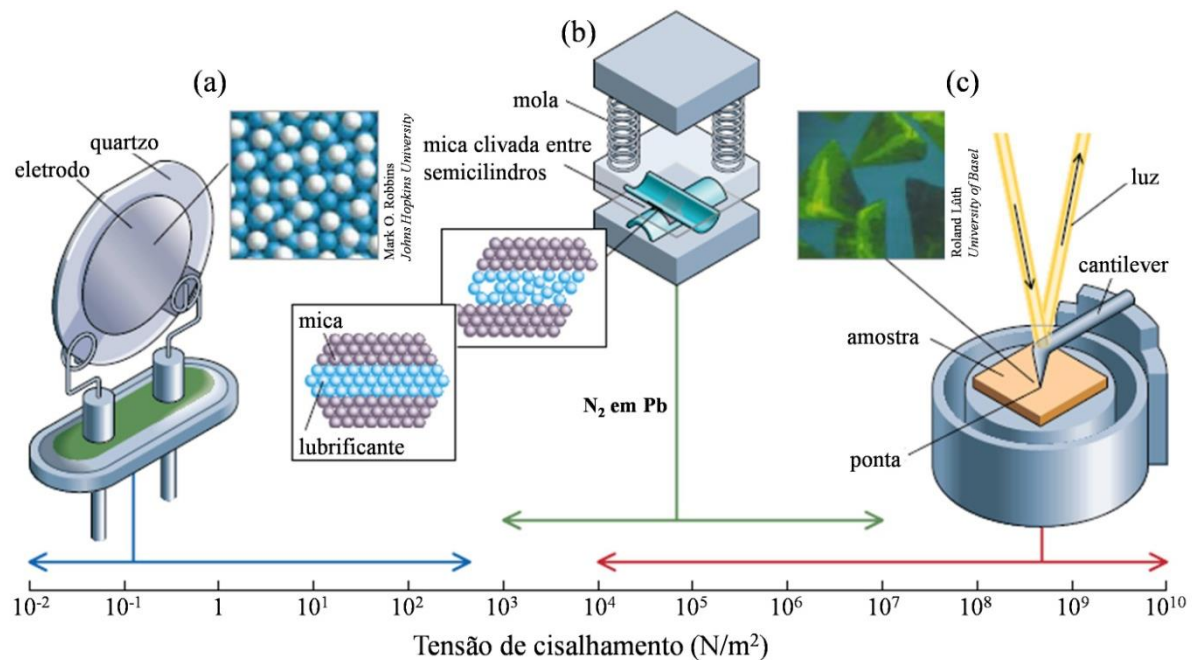 (a)
quartzo
eletrodo
Mark O. Robbins
Johns Hopkins University
mica
lubrificante
(b)
mola
mica clivada entre
semicilindros
N₂ em Pb
(c)
Roland Lüth
University of Basel
luz
cantilever
amostra
ponta
10⁻² 10⁻¹ 1 10¹ 10² 10³ 10⁴ 10⁵ 10⁶ 10⁷ 10⁸ 10⁹ 10¹⁰
Tensão de cisalhamento (N/m²)